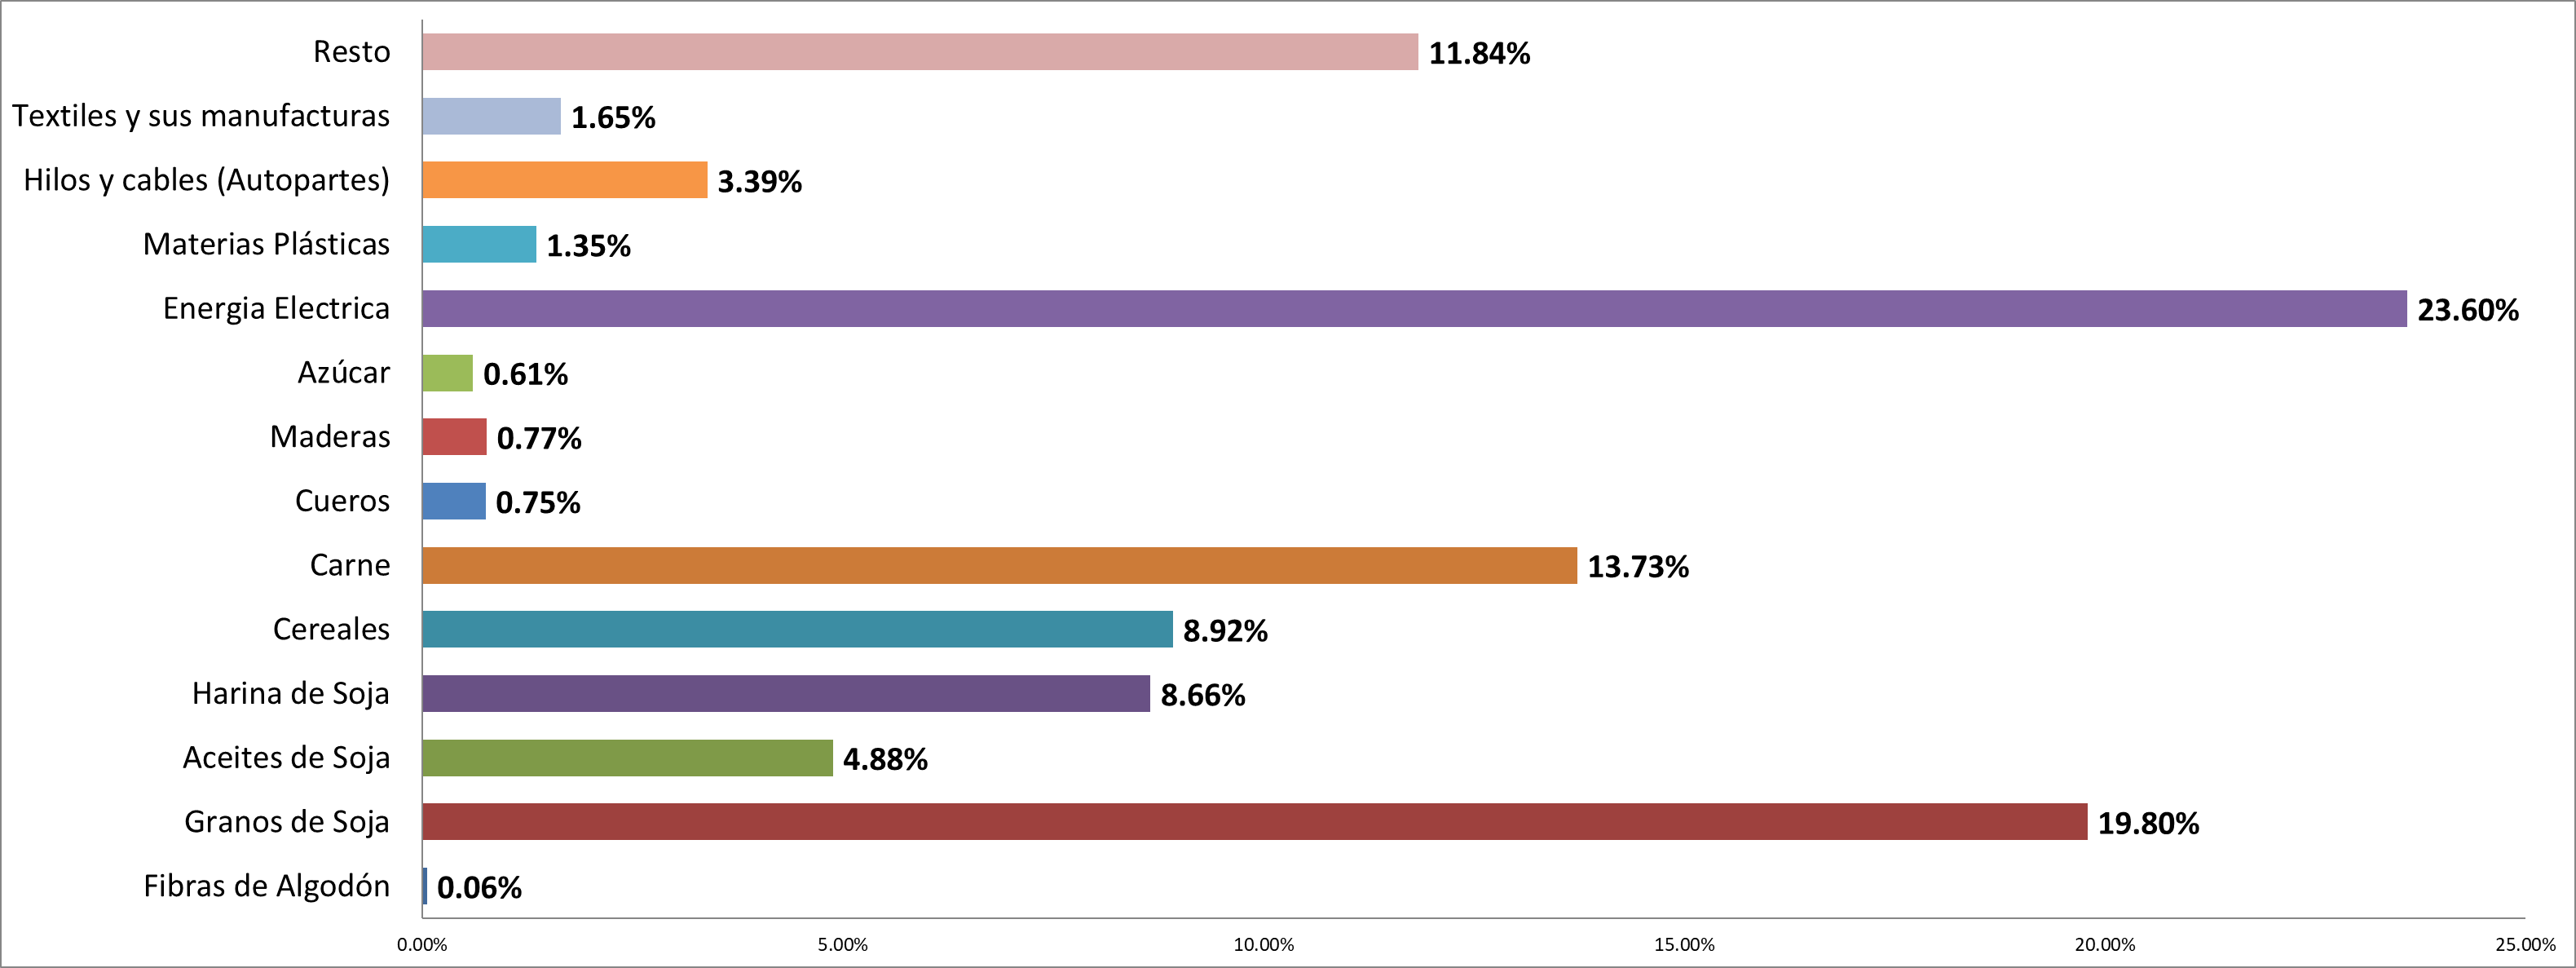 Resto 11.84%
Textiles y sus manufacturas 1.65%
Hilos y cables (Autopartes) 3.39%
Materias Plásticas 1.35%
Energia Electrica 23.60%
Azúcar 0.61%
Maderas 0.77%
Cueros 0.75%
Carne 13.73%
Cereales 8.92%
Harina de Soja 8.66%
Aceites de Soja 4.88%
Granos de Soja 19.80%
Fibras de Algodón 0.06%
0.00% 5.00% 10.00% 15.00% 20.00% 25.00%